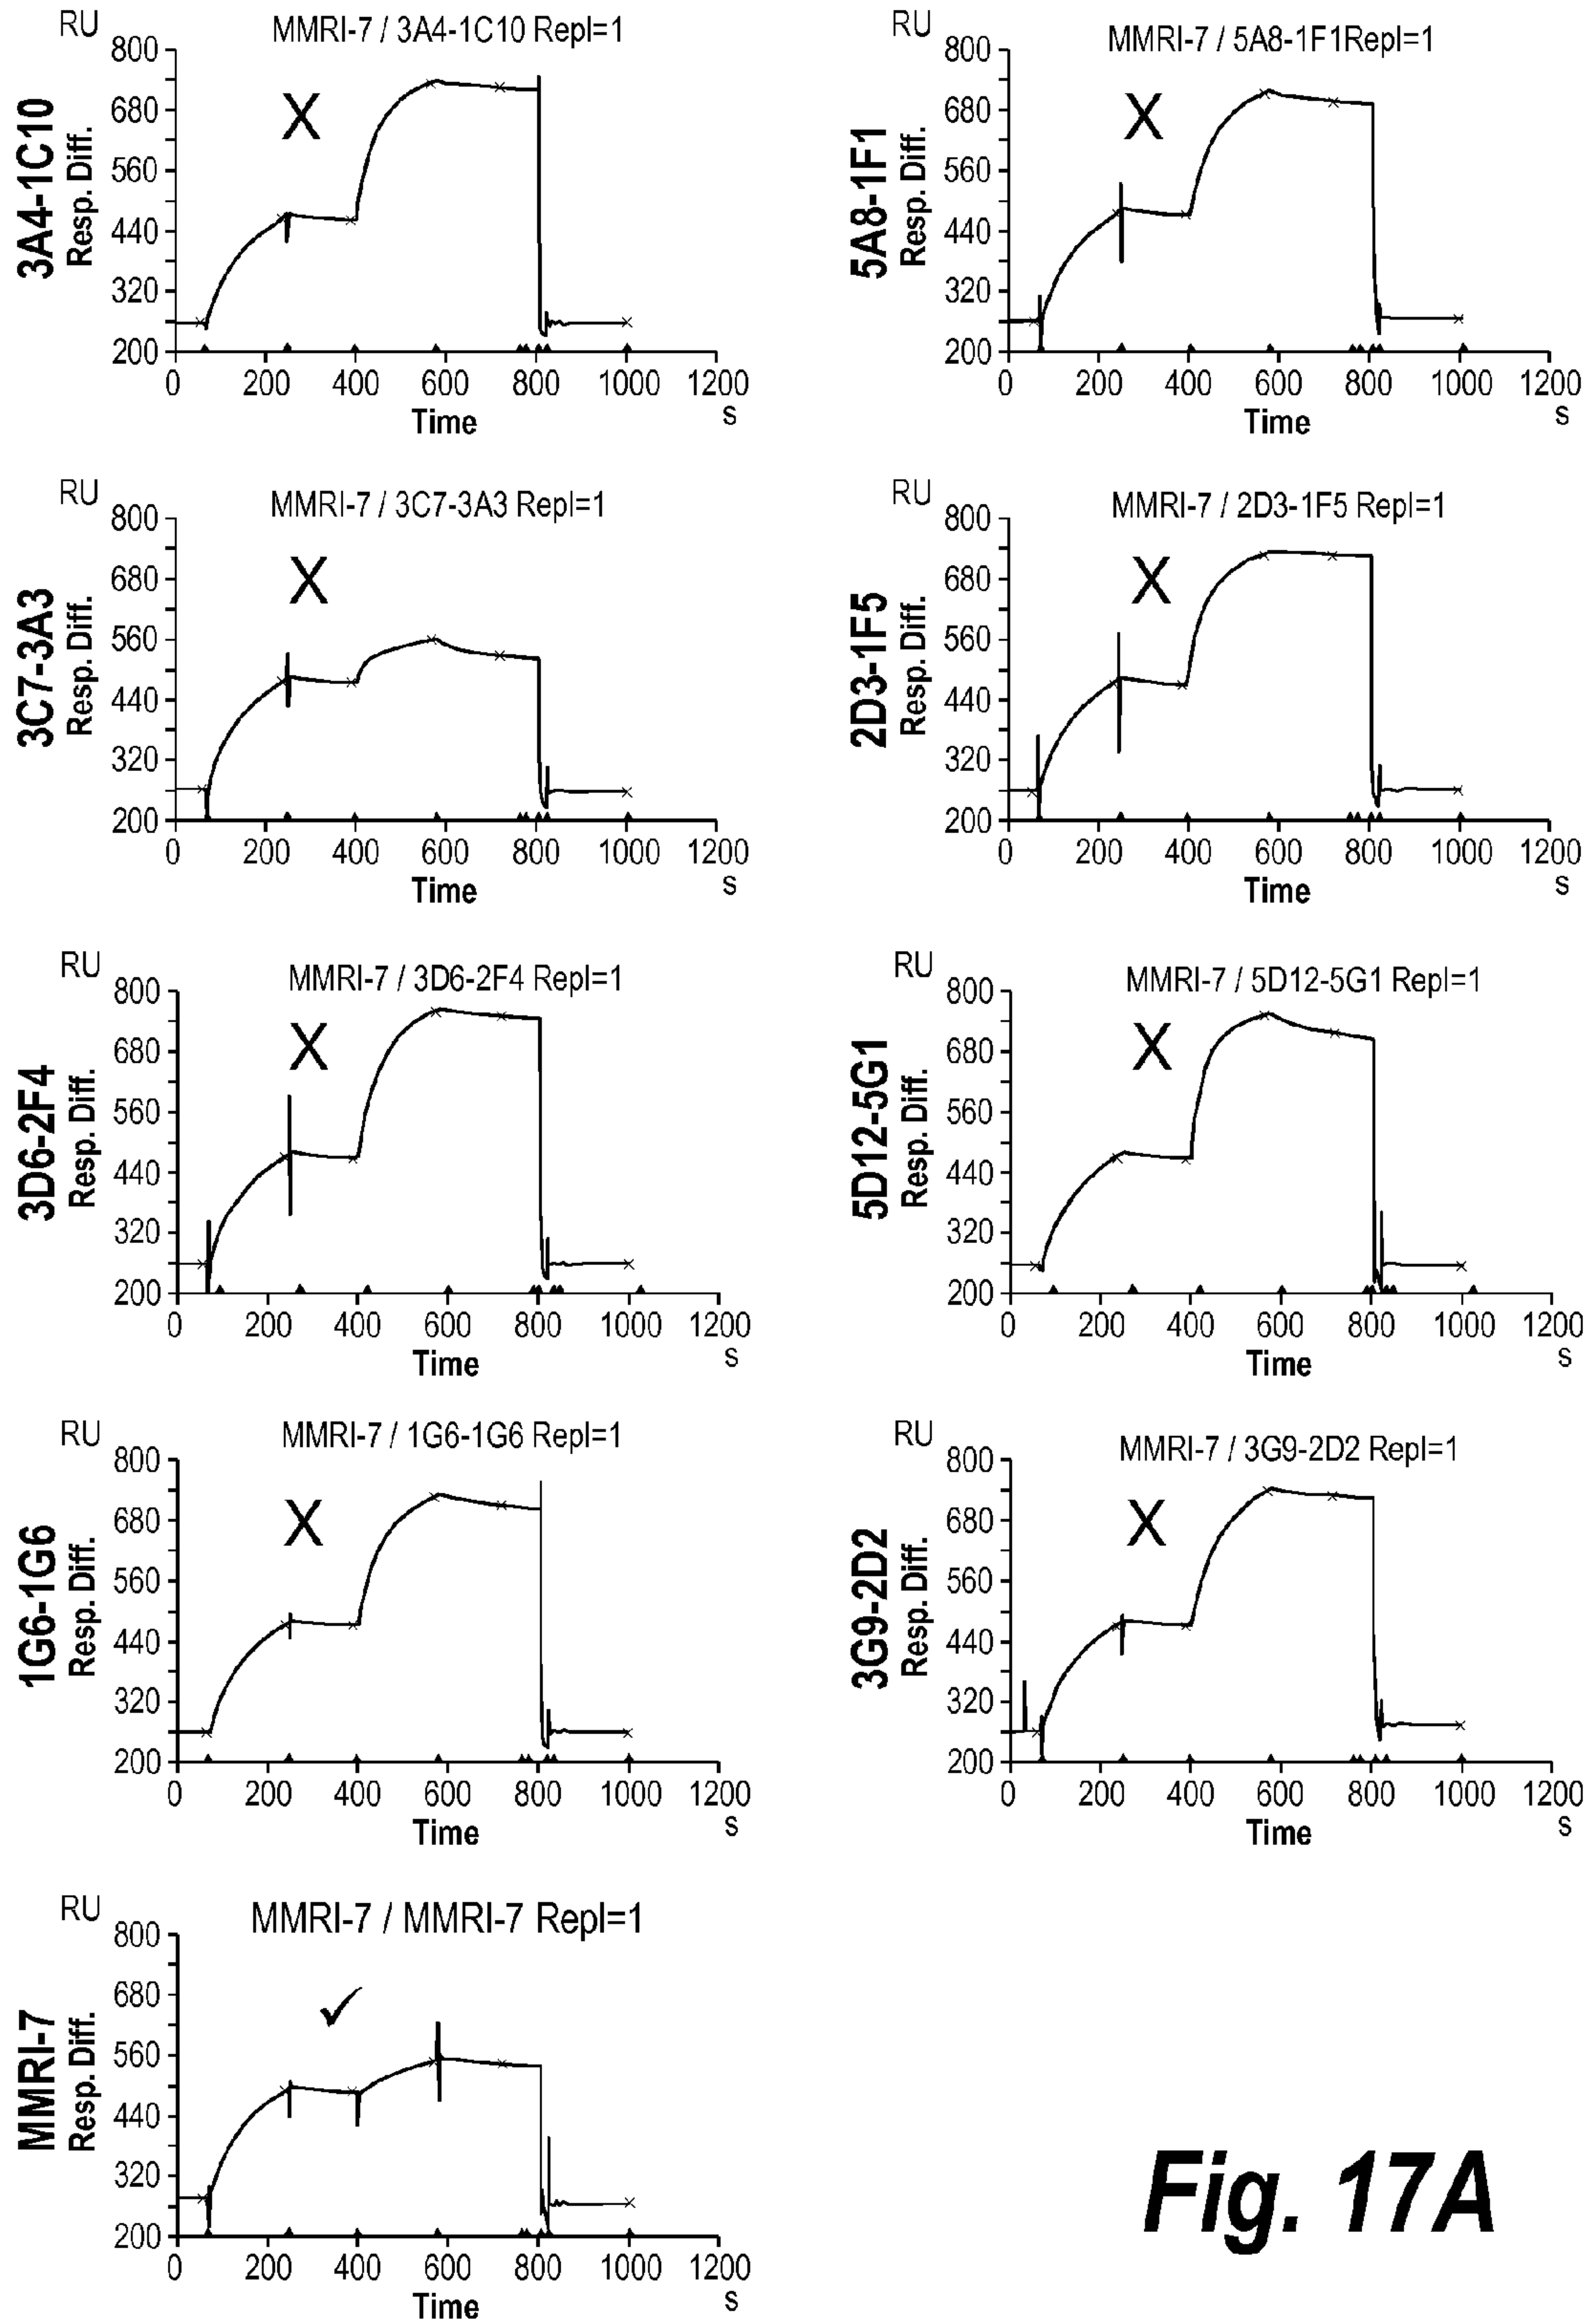 RU
MMRI-7 / 3A4-1C10 Repl=1
3A4-1C10
Resp. Diff.
800
680
560
440
320
200
0 200 400 600 800 1000 1200
Time
s
RU
MMRI-7 / 5A8-1F1Repl=1
5A8-1F1
Resp. Diff.
800
680
560
440
320
200
0 200 400 600 800 1000 1200
Time
s
RU
MMRI-7 / 3C7-3A3 Repl=1
3C7-3A3
Resp. Diff.
800
680
560
440
320
200
0 200 400 600 800 1000 1200
Time
s
RU
MMRI-7 / 2D3-1F5 Repl=1
2D3-1F5
Resp. Diff.
800
680
560
440
320
200
0 200 400 600 800 1000 1200
Time
s
RU
MMRI-7 / 3D6-2F4 Repl=1
3D6-2F4
Resp. Diff.
800
680
560
440
320
200
0 200 400 600 800 1000 1200
Time
s
RU
MMRI-7 / 5D12-5G1 Repl=1
5D12-5G1
Resp. Diff.
800
680
560
440
320
200
0 200 400 600 800 1000 1200
Time
s
RU
MMRI-7 / 1G6-1G6 Repl=1
1G6-1G6
Resp. Diff.
800
680
560
440
320
200
0 200 400 600 800 1000 1200
Time
s
RU
MMRI-7 / 3G9-2D2 Repl=1
3G9-2D2
Resp. Diff.
800
680
560
440
320
200
0 200 400 600 800 1000 1200
Time
s
RU
MMRI-7 / MMRI-7 Repl=1
MMRI-7
Resp. Diff.
800
680
560
440
320
200
0 200 400 600 800 1000 1200
Time
s
Fig. 17A